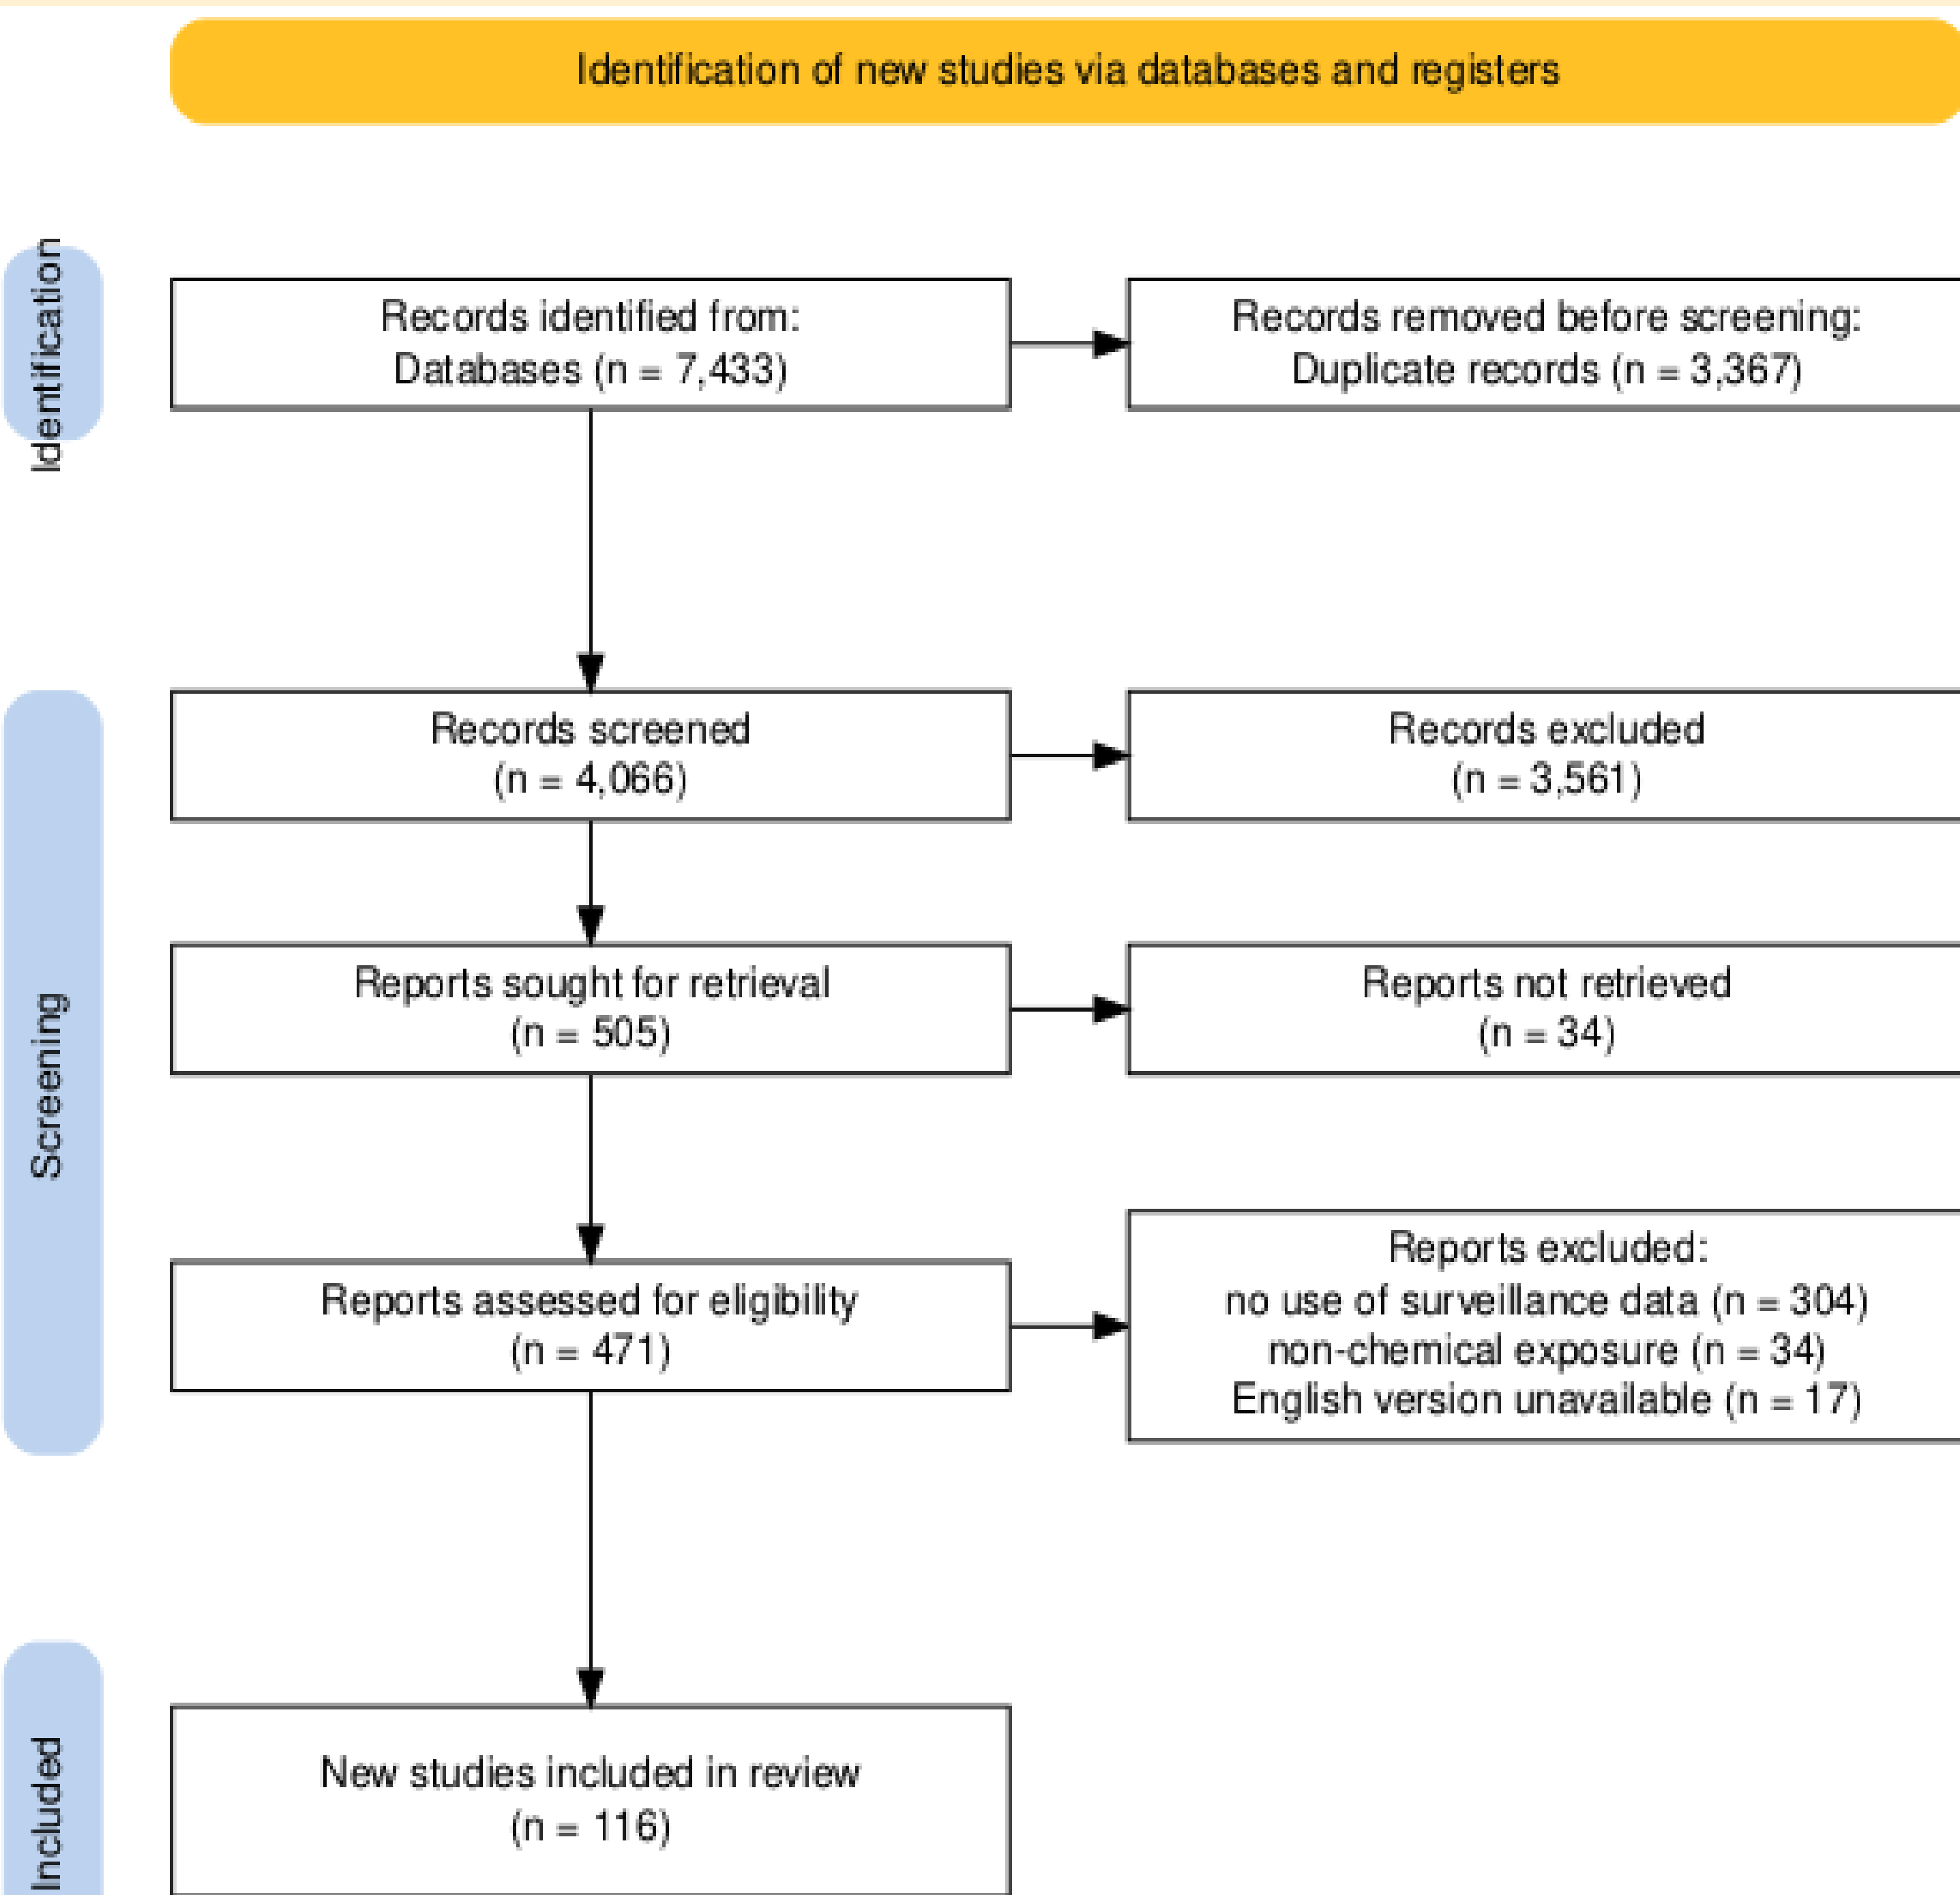 Identification of new studies via databases and registers
Identification
Records identified from:
Databases (n = 7,433)
Records removed before screening:
Duplicate records (n = 3,367)
Screening
Records screened
(n = 4,066)
Records excluded
(n = 3,561)
Reports sought for retrieval
(n = 505)
Reports not retrieved
(n = 34)
Reports assessed for eligibility
(n = 471)
Reports excluded:
no use of surveillance data (n = 304)
non-chemical exposure (n = 34)
English version unavailable (n = 17)
Included
New studies included in review
(n = 116)